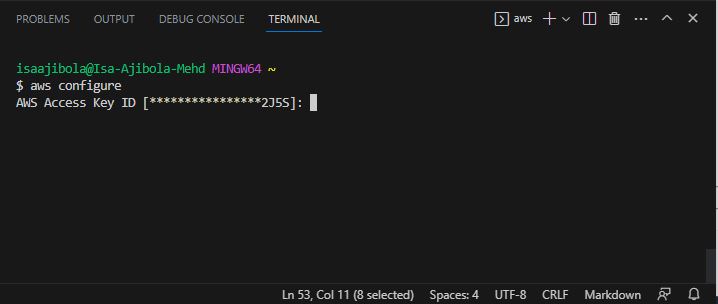 PROBLEMS OUTPUT DEBUG CONSOLE TERMINAL aws
isaajibola@Isa-Ajibola-Mehd MINGW64 ~
$ aws configure
AWS Access Key ID [****************2J5S]:
Ln 53, Col 11 (8 selected) Spaces: 4 UTF-8 CRLF Markdown